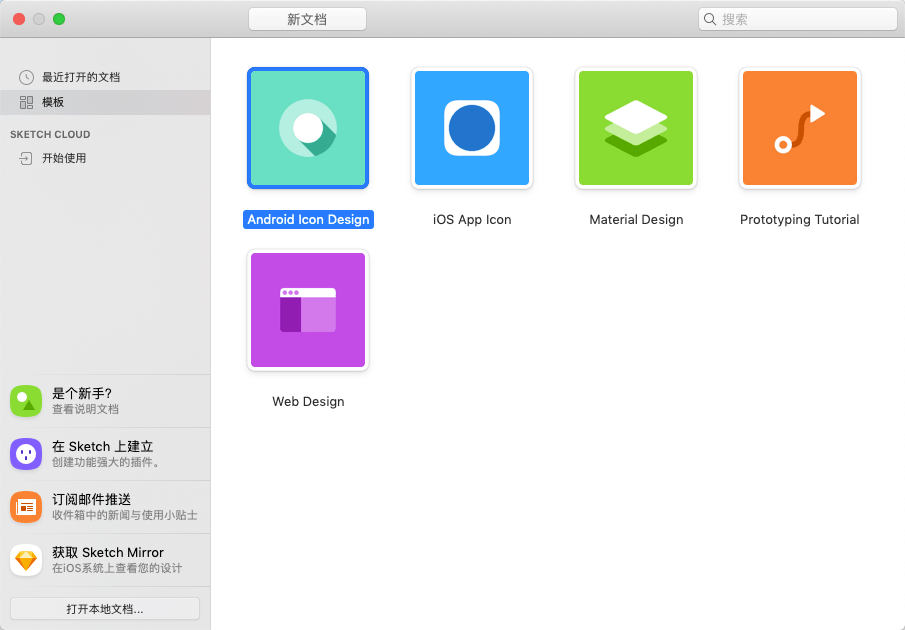 新文档
搜索
最近打开的文档
模板
SKETCH CLOUD
开始使用
Android Icon Design
iOS App Icon
Material Design
Prototyping Tutorial
Web Design
是个新手?
查看说明文档
在 Sketch 上建立
创建功能强大的插件。
订阅邮件推送
收件箱中的新闻与使用小贴士
获取 Sketch Mirror
在iOS系统上查看您的设计
打开本地文档...